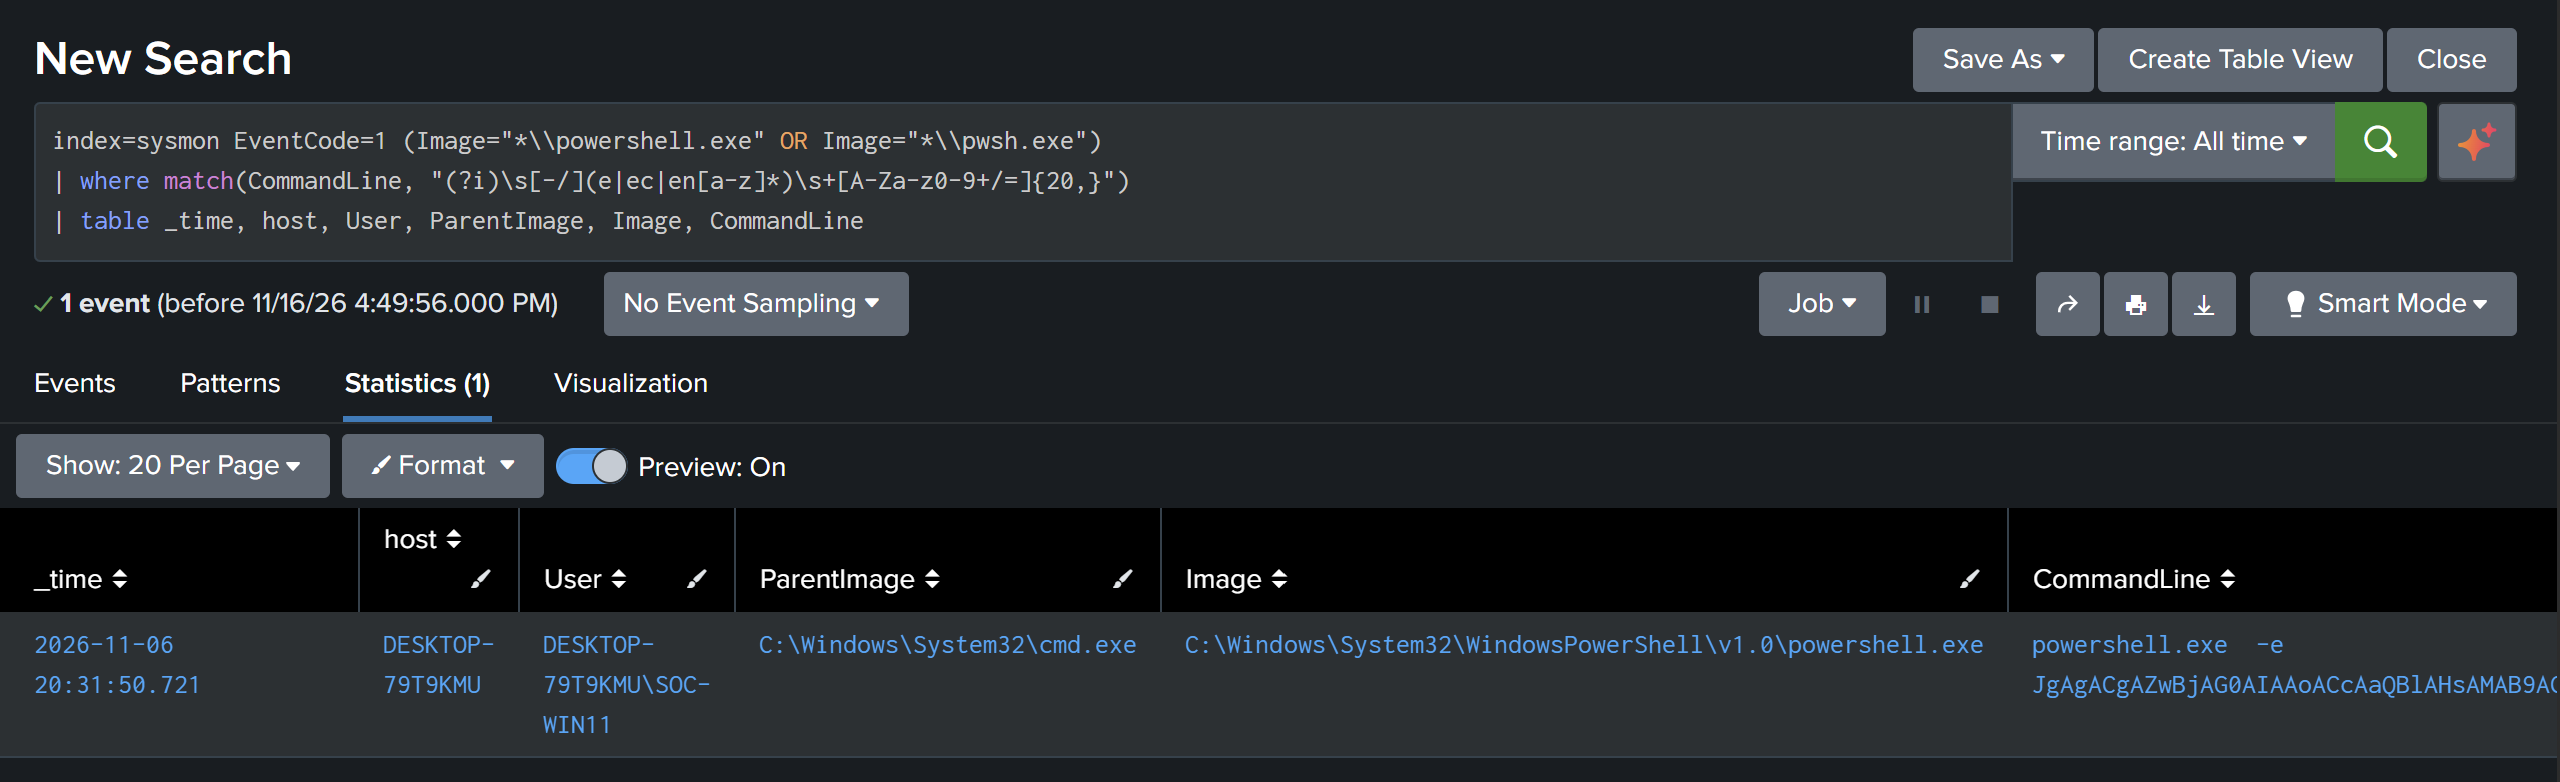 New Search
Save As
Create Table View
Close
index=sysmon EventCode=1 (Image="*\\powershell.exe" OR Image="*\\pwsh.exe")
| where match(CommandLine, "(?i)\s[-/](e|ec|en[a-z]*)\s+[A-Za-z0-9+/=]{20,}")
| table _time, host, User, ParentImage, Image, CommandLine
Time range: All time
1 event (before 11/16/26 4:49:56.000 PM)
No Event Sampling
Job
Smart Mode
Events
Patterns
Statistics (1)
Visualization
Show: 20 Per Page
Format
Preview: On
_time
host
User
ParentImage
Image
CommandLine
2026-11-06
20:31:50.721
DESKTOP-
79T9KMU
DESKTOP-
79T9KMU\SOC-
WIN11
C:\Windows\System32\cmd.exe
C:\Windows\System32\WindowsPowerShell\v1.0\powershell.exe
powershell.exe  -e
JgAgACgAZwBjAG0AIAAoACcAaQBlAHsAMAB9AC